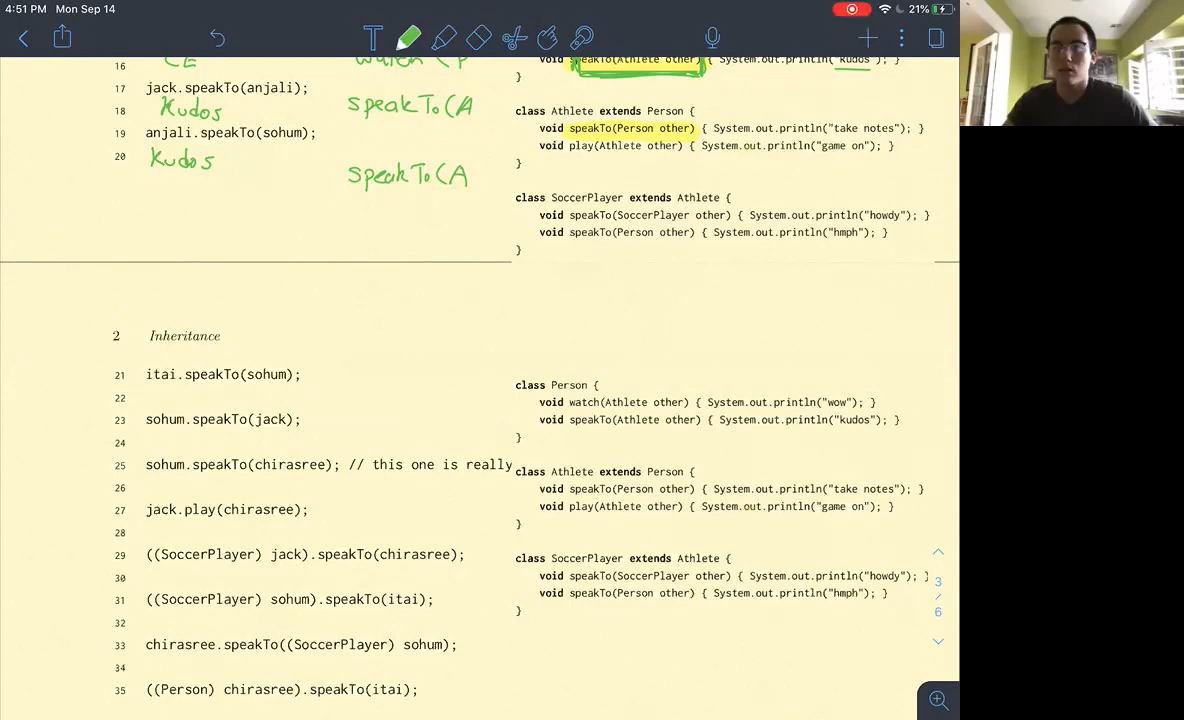 4:51 PM Mon Sep 14
21%
16
CE
watch (P
void speakTo(Athlete other) { System.out.println("kudos"); }
}
17 jack.speakTo(anjali);
18 Kudos
speakTo(A
19 anjali.speakTo(sohum);
20 Kudos
speakTo(A
class Athlete extends Person {
void speakTo(Person other) { System.out.println("take notes"); }
void play(Athlete other) { System.out.println("game on"); }
}
class SoccerPlayer extends Athlete {
void speakTo(SoccerPlayer other) { System.out.println("howdy"); }
void speakTo(Person other) { System.out.println("hmph"); }
}
2 Inheritance
21 itai.speakTo(sohum);
22
23 sohum.speakTo(jack);
24
25 sohum.speakTo(chirasree); // this one is really
26
27 jack.play(chirasree);
28
29 ((SoccerPlayer) jack).speakTo(chirasree);
30
31 ((SoccerPlayer) sohum).speakTo(itai);
32
33 chirasree.speakTo((SoccerPlayer) sohum);
34
35 ((Person) chirasree).speakTo(itai);
class Person {
void watch(Athlete other) { System.out.println("wow"); }
void speakTo(Athlete other) { System.out.println("kudos"); }
}
class Athlete extends Person {
void speakTo(Person other) { System.out.println("take notes"); }
void play(Athlete other) { System.out.println("game on"); }
}
class SoccerPlayer extends Athlete {
void speakTo(SoccerPlayer other) { System.out.println("howdy"); }
void speakTo(Person other) { System.out.println("hmph"); }
}
3
/
6